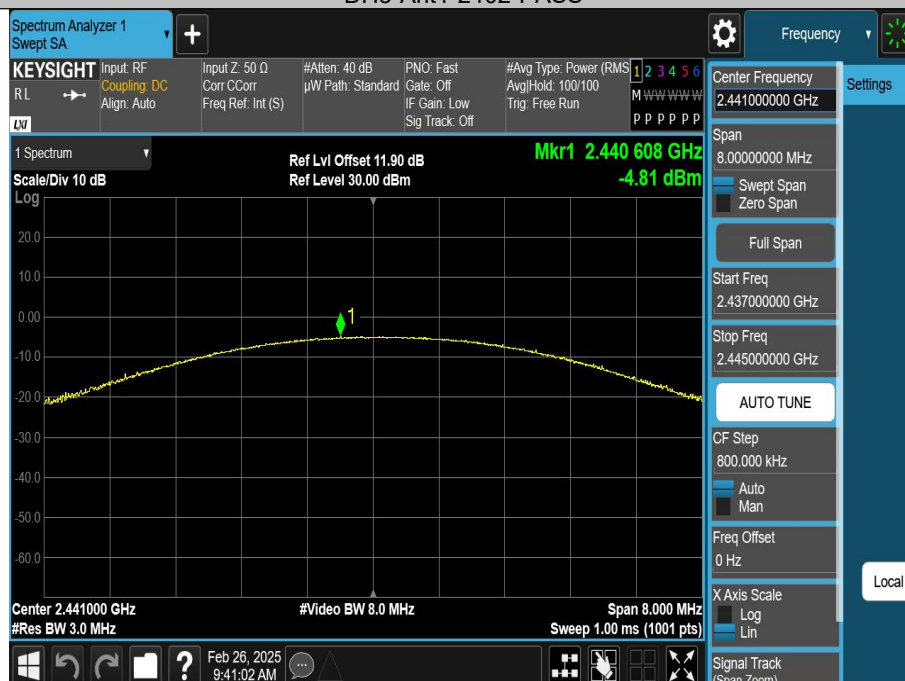 Spectrum Analyzer 1
Swept SA
Frequency
KEYSIGHT
RL
LXI
Input: RF
Coupling: DC
Align: Auto
Input Z: 50 Ω
Corr CCorr
Freq Ref: Int (S)
#Atten: 40 dB
µW Path: Standard
PNO: Fast
Gate: Off
IF Gain: Low
Sig Track: Off
#Avg Type: Power (RMS
Avg|Hold: 100/100
Trig: Free Run
1 2 3 4 5 6
M W W W W W
P P P P P P
1 Spectrum
Scale/Div 10 dB
Log
Ref Lvl Offset 11.90 dB
Ref Level 30.00 dBm
Mkr1 2.440 608 GHz
-4.81 dBm
20.0
10.0
0.00
-10.0
-20.0
-30.0
-40.0
-50.0
-60.0
1
Center 2.441000 GHz
#Res BW 3.0 MHz
#Video BW 8.0 MHz
Span 8.000 MHz
Sweep 1.00 ms (1001 pts)
Center Frequency
2.441000000 GHz
Settings
Span
8.00000000 MHz
Swept Span
Zero Span
Full Span
Start Freq
2.437000000 GHz
Stop Freq
2.445000000 GHz
AUTO TUNE
CF Step
800.000 kHz
Auto
Man
Freq Offset
0 Hz
Local
X Axis Scale
Log
Lin
Signal Track
(Span Zoom)
?
Feb 26, 2025
9:41:02 AM